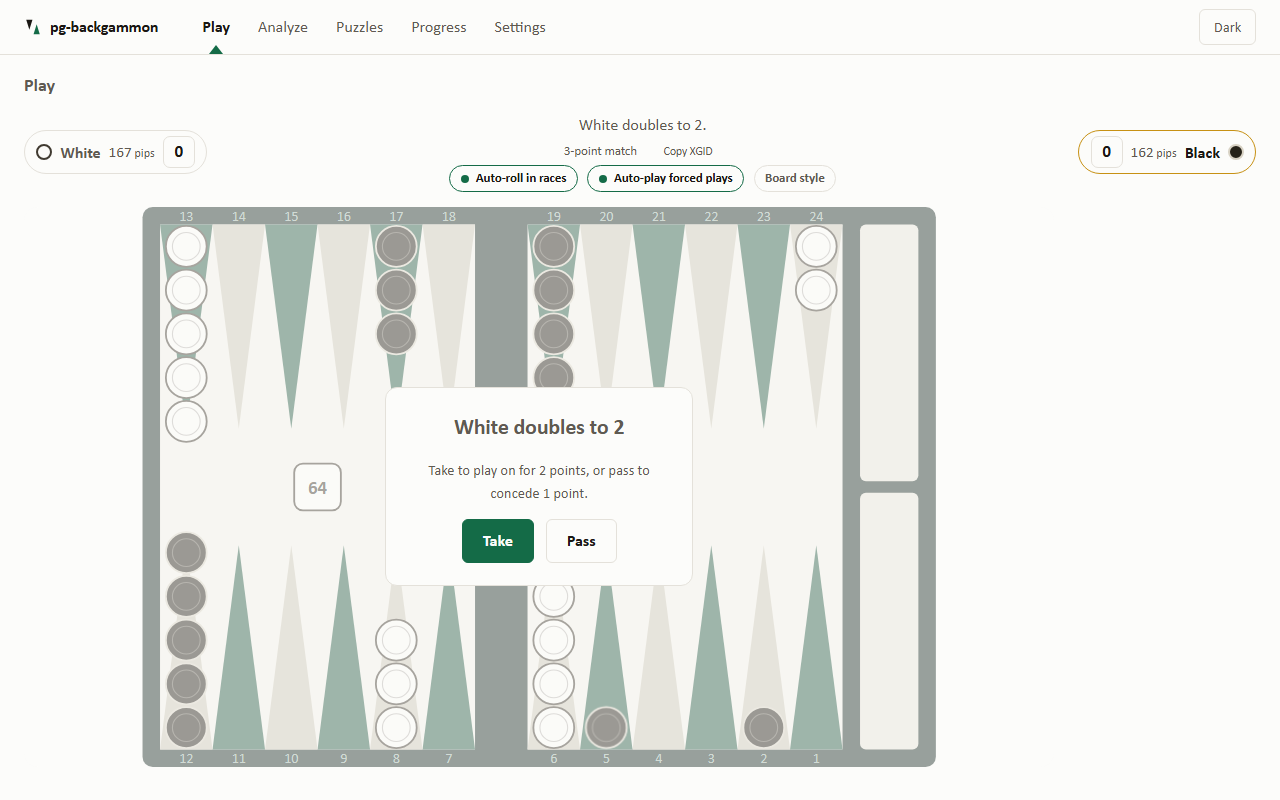 pg-backgammon Play Analyze Puzzles Progress Settings Dark
Play
White doubles to 2.
White 167 pips 0
3-point match Copy XGID
0 162 pips Black
Auto-roll in races Auto-play forced plays Board style
13 14 15 16 17 18 19 20 21 22 23 24
White doubles to 2
Take to play on for 2 points, or pass to
concede 1 point.
64
Take Pass
12 11 10 9 8 7 6 5 4 3 2 1